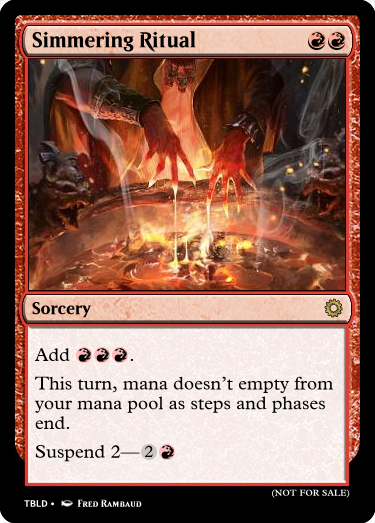 Simmering Ritual
Sorcery
Add
This turn, mana doesn't empty from
your mana pool as steps and phases
end.
Suspend 2—2
(NOT FOR SALE)
TBLD • Fred Rambaud